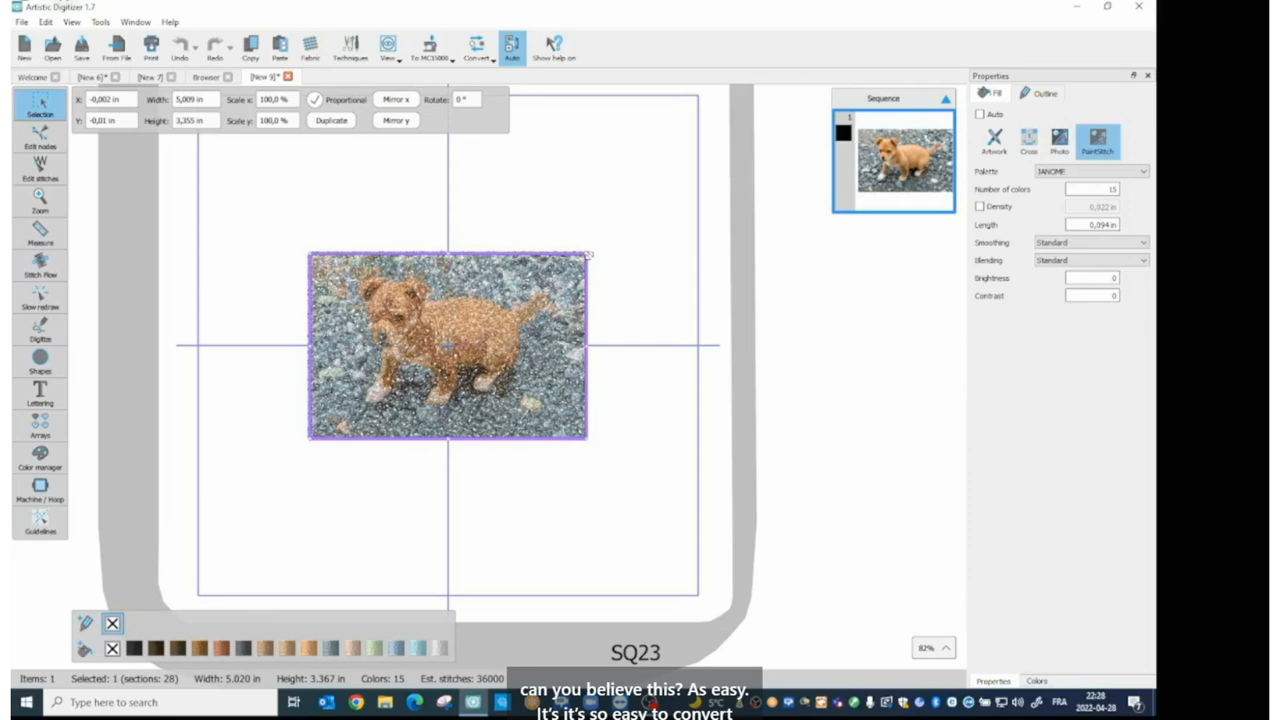 Artistic Digitizer 1.7
File Edit View Tools Window Help
New Open Save From File Print Undo Redo Copy Paste Fabric Techniques View To MC15000 Convert Auto Show help on
Welcome [New 6]* [New 7] Browser [New 9]*
Properties
X: -0,002 in Width: 5,009 in Scale x: 100,0 % Proportional Mirror x Rotate: 0 °
Y: -0,01 in Height: 3,355 in Scale y: 100,0 % Duplicate Mirror y
Selection
Edit nodes
Edit stitches
Zoom
Measure
Stitch Flow
Slow redraw
Digitize
Shapes
Lettering
Arrays
Color manager
Machine / Hoop
Guidelines
Sequence
1
Fill Outline
Auto
Artwork Cross Photo PaintStitch
Palette JANOME
Number of colors 15
Density 0,022 in
Length 0,094 in
Smoothing Standard
Blending Standard
Brightness 0
Contrast 0
SQ23
82%
Items: 1 Selected: 1 (sections: 28) Width: 5.020 in Height: 3.367 in Colors: 15 Est. stitches: 36000
Properties Colors
can you believe this? As easy.
It's it's so easy to convert
Type here to search
5°C
FRA
22:28
2022-04-28